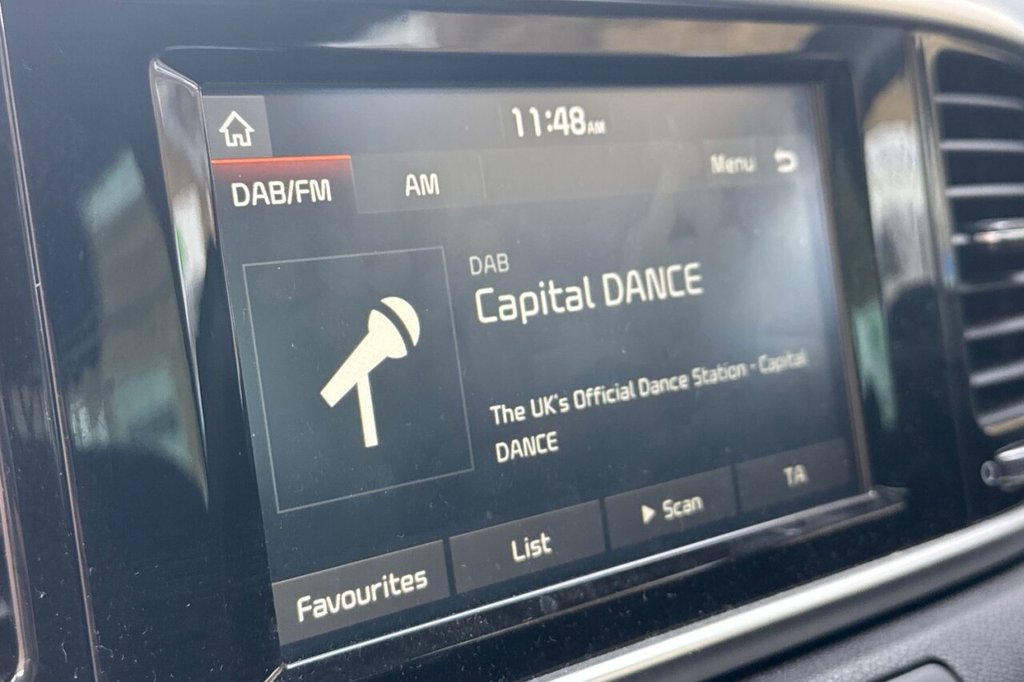 11:48AM
DAB/FM
AM
Menu
DAB
Capital DANCE
The UK's Official Dance Station - Capital
DANCE
Favourites
List
Scan
TA